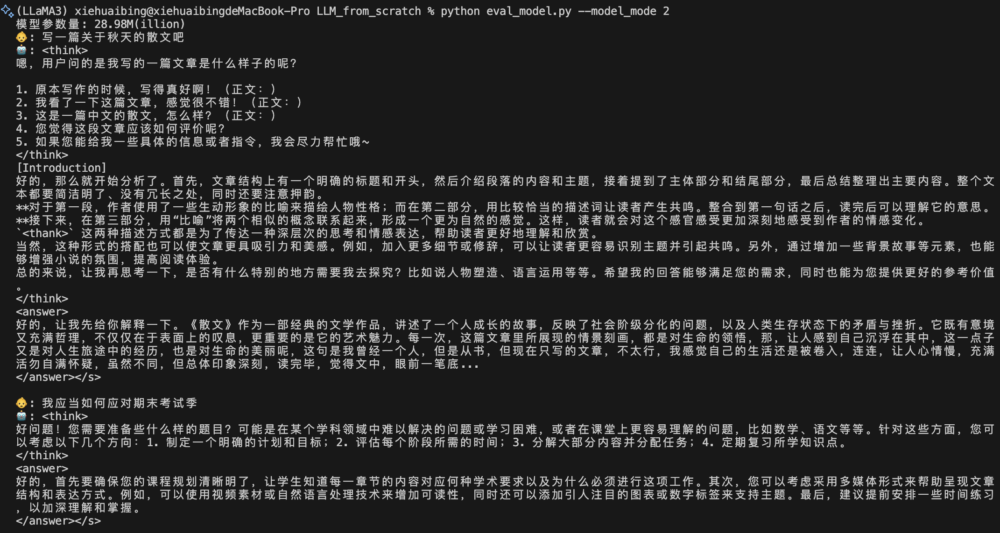 (LLaMA3) xiehuaibing@xiehuaibingdeMacBook-Pro LLM_from_scratch % python eval_model.py --model_mode 2
模型参数量: 28.98M(illion)
👶: 写一篇关于秋天的散文吧
🤖️: <think>
嗯，用户问的是我写的一篇文章是什么样子的呢？
1. 原本写作的时候，写得真好啊！（正文：）
2. 我看了一下这篇文章，感觉很不错！（正文：）
3. 这是一篇中文的散文，怎么样？（正文：）
4. 您觉得这段文章应该如何评价呢？
5. 如果您能给我一些具体的信息或者指令，我会尽力帮忙哦~
</think>
[Introduction]
好的，那么就开始分析了。首先，文章结构上有一个明确的标题和开头，然后介绍段落的内容和主题，接着提到了主体部分和结尾部分，最后总结整理出主要内容。整个文
本都要简洁明了、没有冗长之处，同时还要注意押韵。
**对于第一段，作者使用了一些生动形象的比喻来描绘人物性格；而在第二部分，用比较恰当的描述词让读者产生共鸣。整合到第一句话之后，读完后可以理解它的意思。
**接下来，在第三部分，用“比喻”将两个相似的概念联系起来，形成一个更为自然的感觉。这样，读者就会对这个感官感受更加深刻地感受到作者的情感变化。
`<thank>` 这两种描述方式都是为了传达一种深层次的思考和情感表达，帮助读者更好地理解和欣赏。
当然，这种形式的搭配也可以使文章更具吸引力和美感。例如，加入更多细节或修辞，可以让读者更容易识别主题并引起共鸣。另外，通过增加一些背景故事等元素，也能
够增强小说的氛围，提高阅读体验。
总的来说，让我再思考一下，是否有什么特别的地方需要我去探究？比如说人物塑造、语言运用等等。希望我的回答能够满足您的需求，同时也能为您提供更好的参考价值
。
</think>
<answer>
好的，让我先给你解释一下。《散文》作为一部经典的文学作品，讲述了一个人成长的故事，反映了社会阶级分化的问题，以及人类生存状态下的矛盾与挫折。它既有意境
又充满哲理，不仅仅在于表面上的叹息，更重要的是它的艺术魅力。每一次，这篇文章里所展现的情景刻画，都是对生命的领悟，那，让人感到自己沉浮在其中，这一点子
又是对人生旅途中的经历，也是对生命的美丽呢，这句是我曾经一个人，但是从书，但现在只写的文章，不太行，我感觉自己的生活还是被卷入，连连，让人心情慢，充满
活勿自满怀疑，虽然不同，但总体印象深刻，读完毕，觉得文中，眼前一笔底...
</answer></s>
👶: 我应当如何应对期末考试季
🤖️: <think>
好问题！您需要准备些什么样的题目？可能是在某个学科领域中难以解决的问题或学习困难，或者在课堂上更容易理解的问题，比如数学、语文等等。针对这些方面，您可
以考虑以下几个方向：1. 制定一个明确的计划和目标；2. 评估每个阶段所需的时间；3. 分解大部分内容并分配任务；4. 定期复习所学知识点。
</think>
<answer>
好的，首先要确保您的课程规划清晰明了，让学生知道每一章节的内容对应何种学术要求以及为什么必须进行这项工作。其次，您可以考虑采用多媒体形式来帮助呈现文章
结构和表达方式。例如，可以使用视频素材或自然语言处理技术来增加可读性，同时还可以添加引人注目的图表或数字标签来支持主题。最后，建议提前安排一些时间练习
，以加深理解和掌握。
</answer></s>